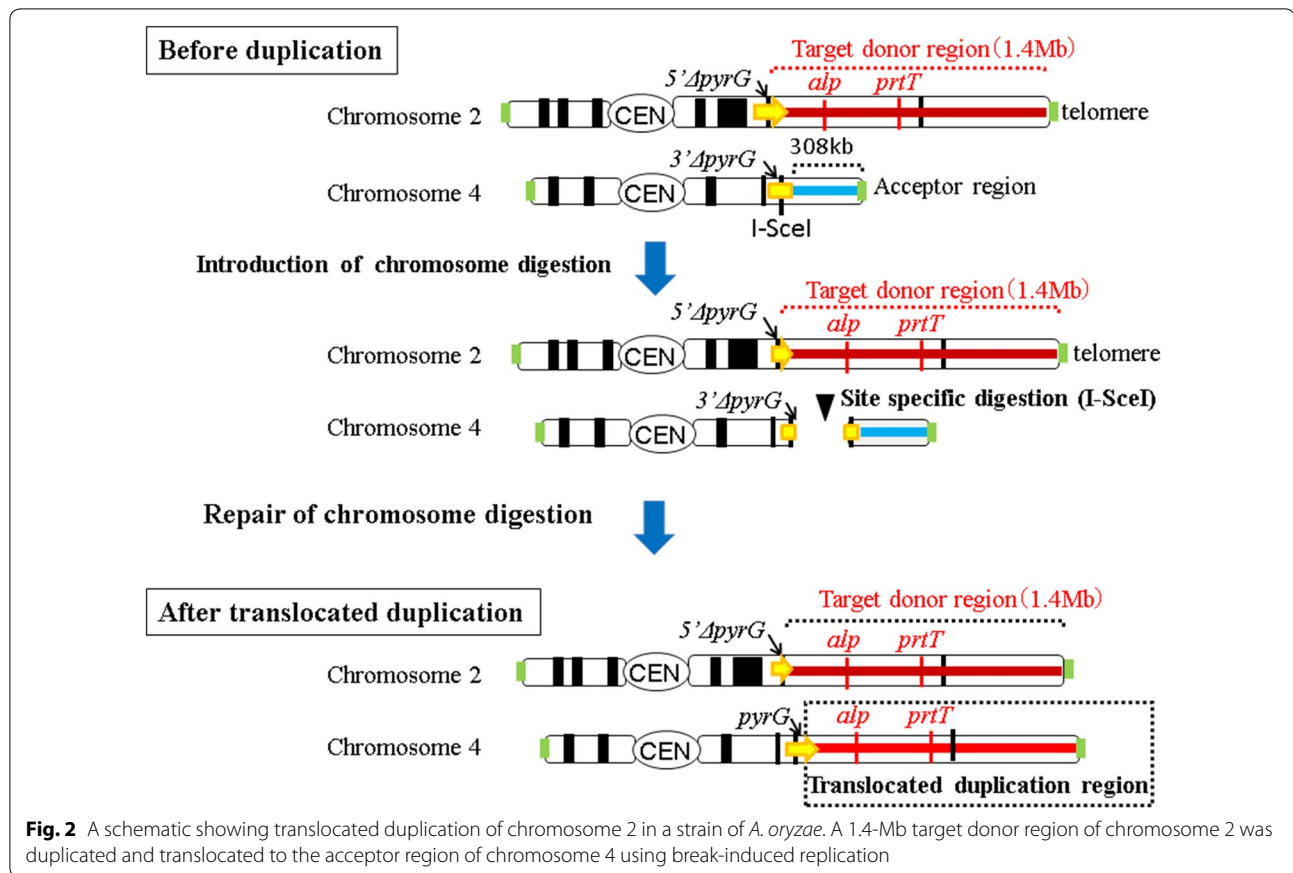 Before duplication
Target donor region(1.4Mb)
5'ΔpyrG
alp
prtT
Chromosome 2
CEN
telomere
308kb
3'ΔpyrG
Chromosome 4
CEN
Acceptor region
I-SceI
Introduction of chromosome digestion
Target donor region(1.4Mb)
5'ΔpyrG
alp
prtT
Chromosome 2
CEN
telomere
3'ΔpyrG
Site specific digestion (I-SceI)
Chromosome 4
CEN
Repair of chromosome digestion
After translocated duplication
Target donor region(1.4Mb)
5'ΔpyrG
alp
prtT
Chromosome 2
CEN
pyrG
alp
prtT
Chromosome 4
CEN
Translocated duplication region
Fig. 2 A schematic showing translocated duplication of chromosome 2 in a strain of A. oryzae. A 1.4-Mb target donor region of chromosome 2 was
duplicated and translocated to the acceptor region of chromosome 4 using break-induced replication